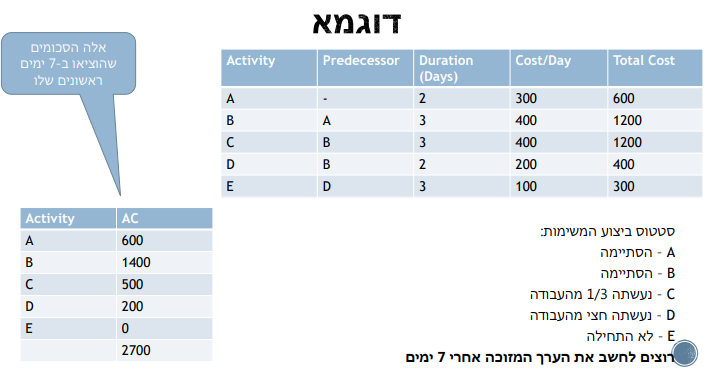 דוגמא
אלה הסכומים
שהוציאו ב-7 ימים
ראשונים שלו
Activity Predecessor Duration (Days) Cost/Day Total Cost
A - 2 300 600
B A 3 400 1200
C B 3 400 1200
D B 2 200 400
E D 3 100 300
Activity AC
A 600
B 1400
C 500
D 200
E 0
2700
סטטוס ביצוע המשימות:
A - הסתיימה
B - הסתיימה
C - נעשתה 1/3 מהעבודה
D - נעשתה חצי מהעבודה
E - לא התחילה
רוצים לחשב את הערך המזוכה אחרי 7 ימים